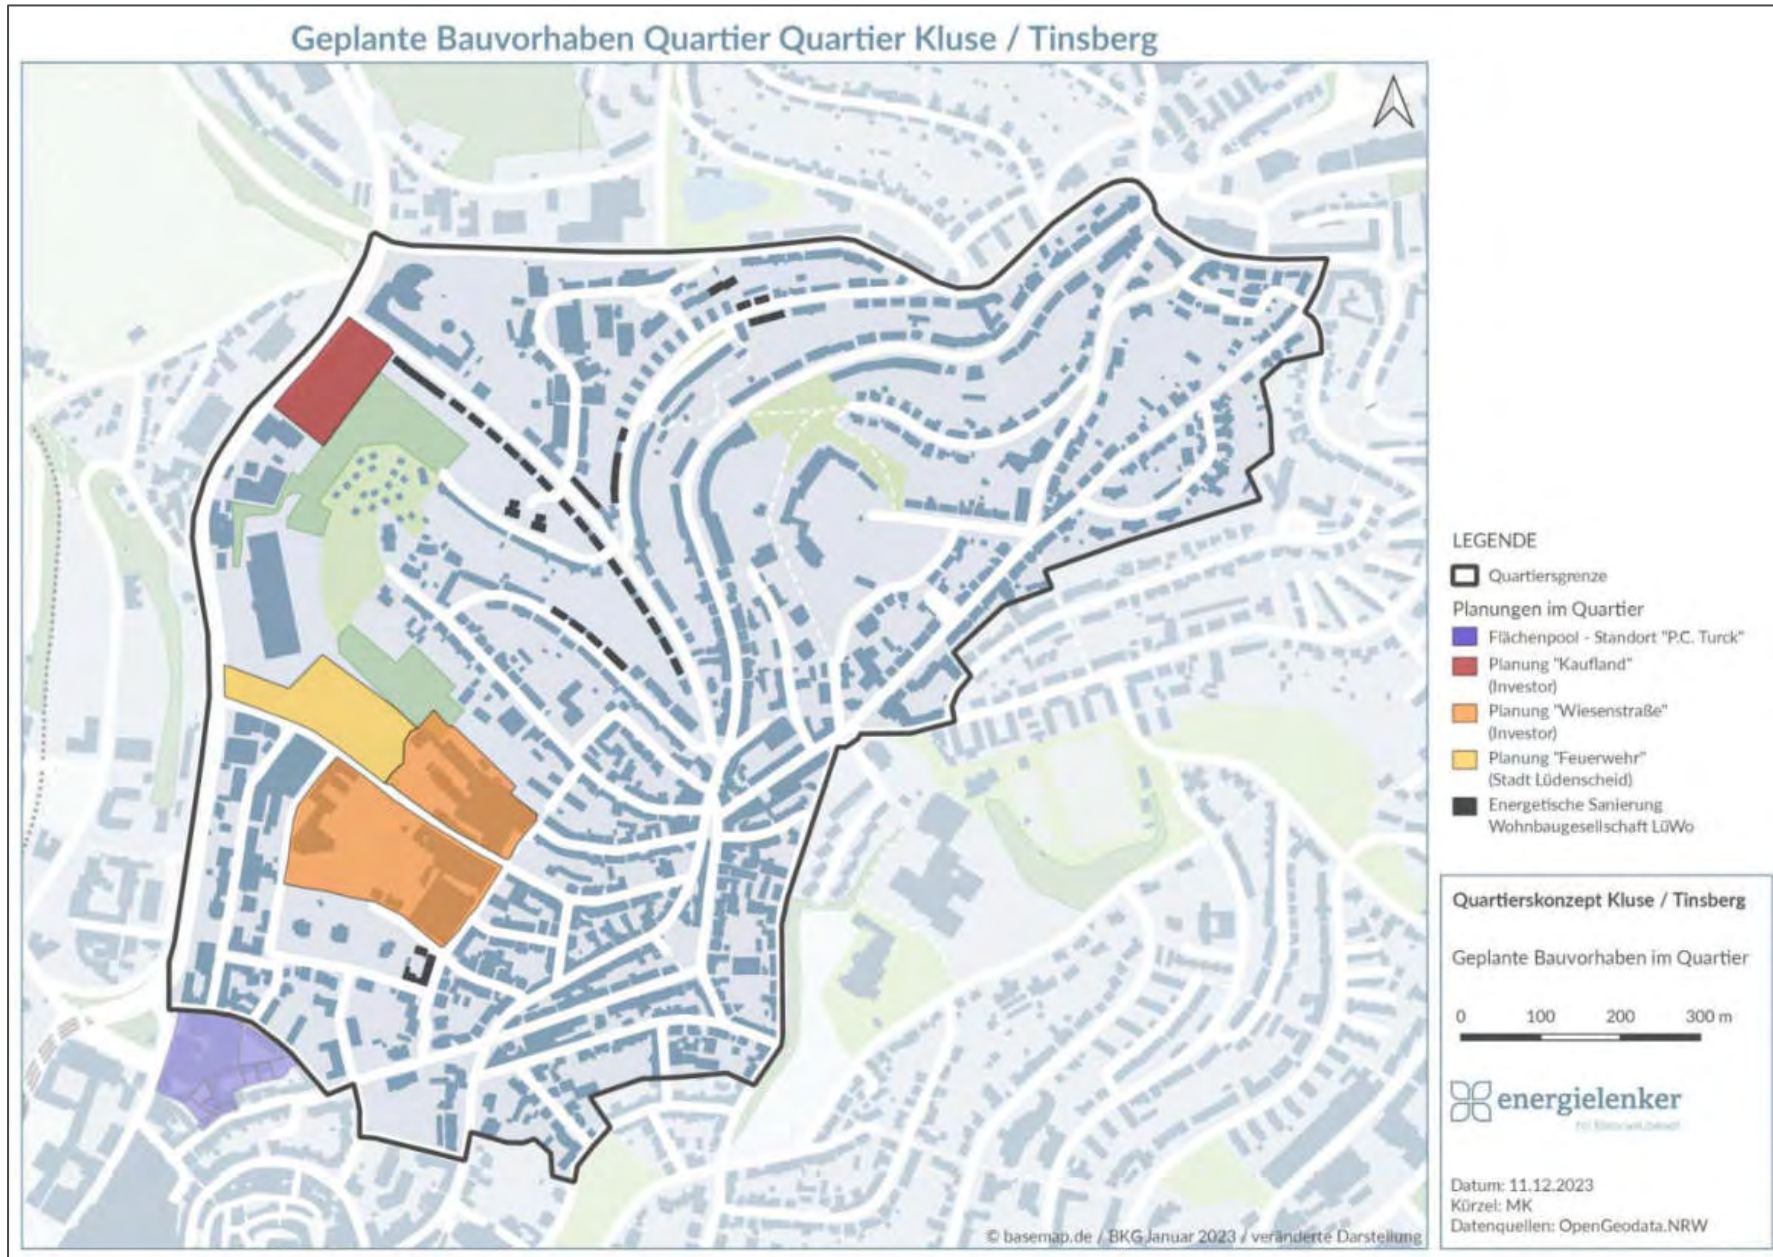 Geplante Bauvorhaben Quartier Quartier Kluse / Tinsberg
LEGENDE
Quartiersgrenze
Planungen im Quartier
Flächenpool - Standort "P.C. Turck"
Planung "Kaufland"
(Investor)
Planung "Wiesenstraße"
(Investor)
Planung "Feuerwehr"
(Stadt Lüdenscheid)
Energetische Sanierung
Wohnbaugesellschaft LüWo
Quartierskonzept Kluse / Tinsberg
Geplante Bauvorhaben im Quartier
0 100 200 300 m
energielenker
Datum: 11.12.2023
Kürzel: MK
Datenquellen: OpenGeodata.NRW
© basemap.de / BKG Januar 2023 / veränderte Darstellung